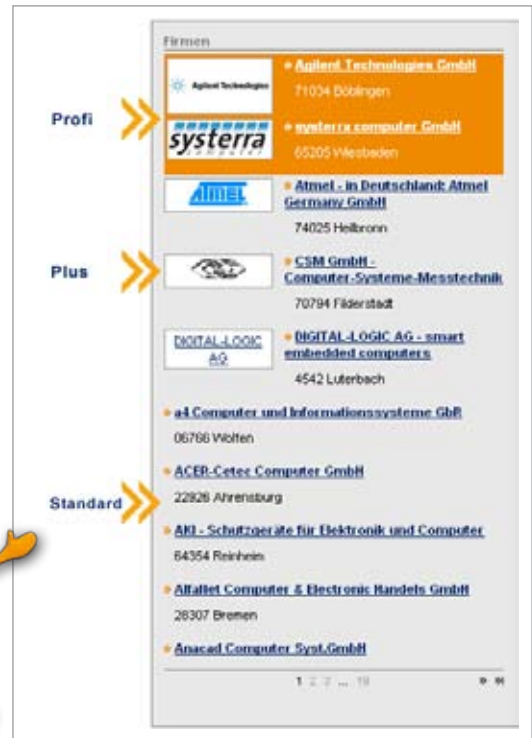 Firmen
Agilent Technologies
» Agilent Technologies GmbH
71034 Böblingen
Profi
systerra
computer
» systerra computer GmbH
65205 Wiesbaden
ATMEL
» Atmel - in Deutschland: Atmel
Germany GmbH
74025 Heilbronn
Plus
» CSM GmbH -
Computer-Systeme-Messtechnik
70794 Filderstadt
DIGITAL-LOGIC
AG
» DIGITAL-LOGIC AG - smart
embedded computers
4542 Luterbach
» a4 Computer und Informationssysteme GbR
06766 Wolfen
» ACER-Cetec Computer GmbH
Standard
22926 Ahrensburg
» AKI - Schutzgeräte für Elektronik und Computer
64354 Reinheim
» Alfallet Computer & Electronic Handels GmbH
28307 Bremen
» Anacad Computer Syst.GmbH
1 2 3 ... 19